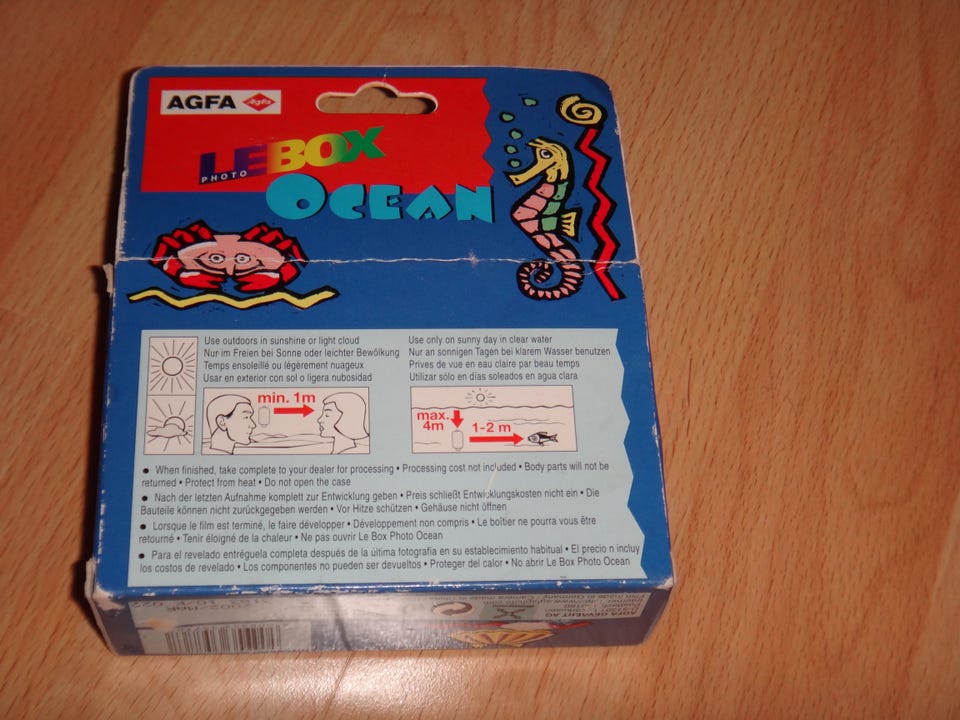 AGFA Agfa
LEBOX
PHOTO
OCEAN
Use outdoors in sunshine or light cloud
Nur im Freien bei Sonne oder leichter Bewölkung
Temps ensoleillé ou légèrement nuageux
Usar en exterior con sol o ligera nubosidad
Use only on sunny day in clear water
Nur an sonnigen Tagen bei klarem Wasser benutzen
Prives de vue en eau claire par beau temps
Utilizar sólo en días soleados en agua clara
min. 1m
max.
4m
1-2 m
• When finished, take complete to your dealer for processing • Processing cost not included • Body parts will not be
returned • Protect from heat • Do not open the case
• Nach der letzten Aufnahme komplett zur Entwicklung geben • Preis schließt Entwicklungskosten nicht ein • Die
Bauteile können nicht zurückgegeben werden • Vor Hitze schützen • Gehäuse nicht öffnen
• Lorsque le film est terminé, le faire développer • Développement non compris • Le boîtier ne pourra vous être
retourné • Tenir éloigné de la chaleur • Ne pas ouvrir Le Box Photo Ocean
• Para el revelado entréguela completa después de la última fotografia en su establecimiento habitual • El precio n incluy
los costos de revelado • Los componentes no pueden ser devueltos • Proteger del calor • No abrir Le Box Photo Ocean
AGFA GEVAERT AG